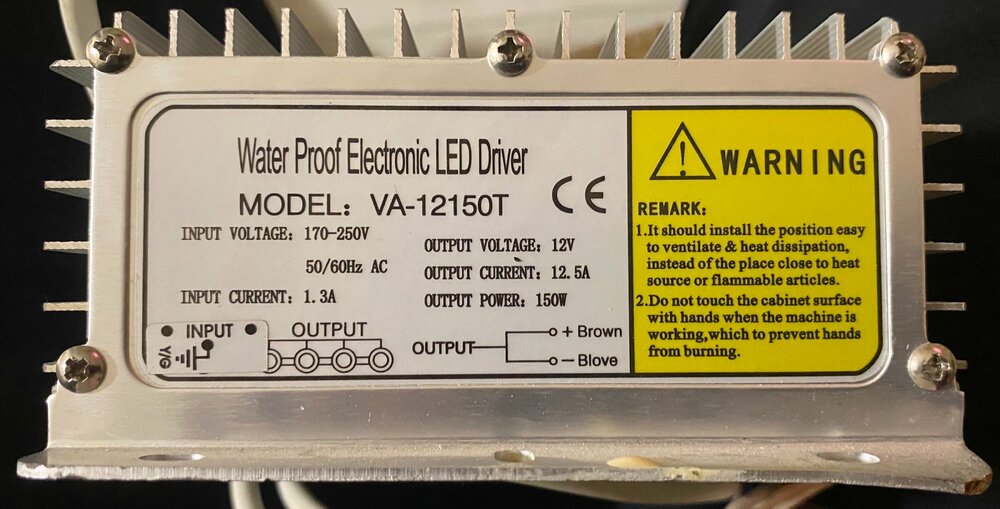 Water Proof Electronic LED Driver
MODEL: VA-12150T
CE
INPUT VOLTAGE: 170-250V
50/60Hz AC
INPUT CURRENT: 1.3A
OUTPUT VOLTAGE: 12V
OUTPUT CURRENT: 12.5A
OUTPUT POWER: 150W
INPUT
Y/G
OUTPUT
OUTPUT
+ Brown
- Blove
WARNING
REMARK:
1.It should install the position easy
to ventilate & heat dissipation,
instead of the place close to heat
source or flammable articles.
2.Do not touch the cabinet surface
with hands when the machine is
working,which to prevent hands
from burning.